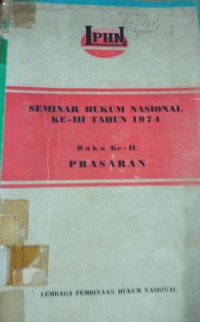 LPHN
SEMINAR HUKUM NASIONAL
KE-III TAHUN 1974
Buku Ke-II
PRASARAN
LEMBAGA PEMBINAAN HUKUM NASIONAL